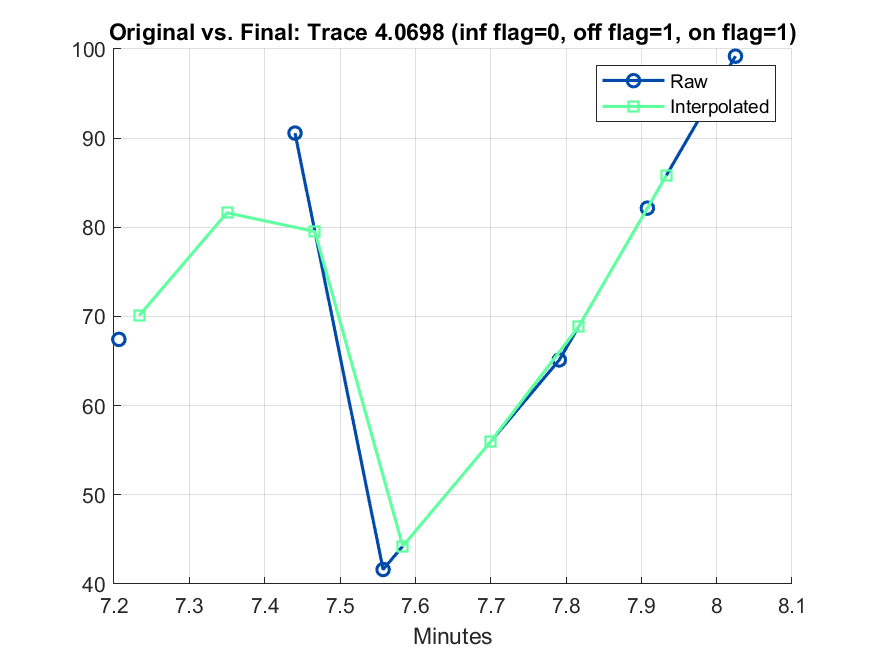 Original vs. Final: Trace 4.0698 (inf flag=0, off flag=1, on flag=1)
100
90
80
70
60
50
40
Raw
Interpolated
7.2 7.3 7.4 7.5 7.6 7.7 7.8 7.9 8 8.1
Minutes